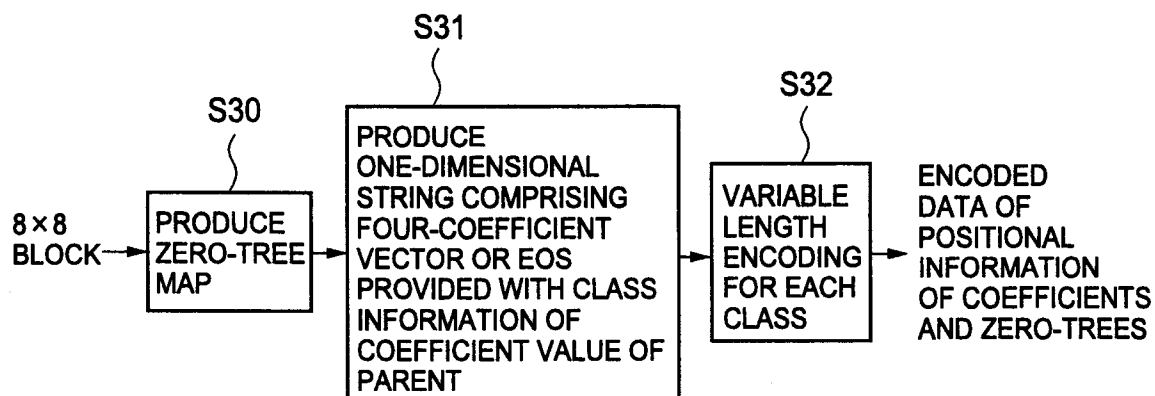 S31
S30
S32
8×8
BLOCK
PRODUCE
ZERO-TREE
MAP
PRODUCE
ONE-DIMENSIONAL
STRING COMPRISING
FOUR-COEFFICIENT
VECTOR OR EOS
PROVIDED WITH CLASS
INFORMATION OF
COEFFICIENT VALUE OF
PARENT
VARIABLE
LENGTH
ENCODING
FOR EACH
CLASS
ENCODED
DATA OF
POSITIONAL
INFORMATION
OF COEFFICIENTS
AND ZERO-TREES